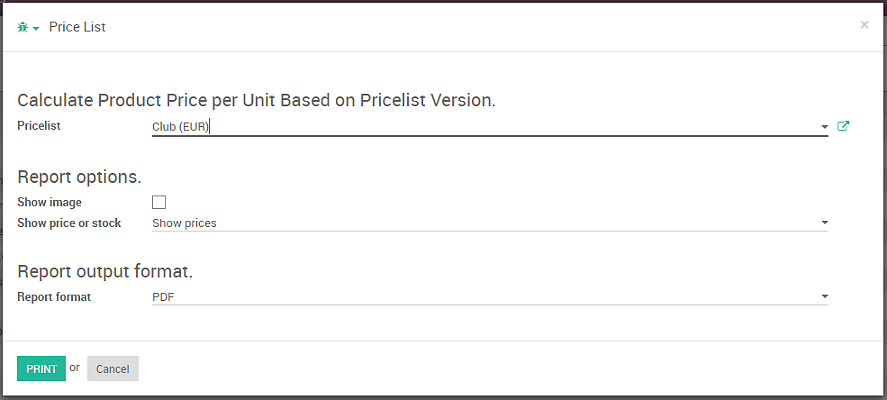 Price List ×
Calculate Product Price per Unit Based on Pricelist Version.
Pricelist Club (EUR)
Report options.
Show image
Show price or stock Show prices
Report output format.
Report format PDF
PRINT or Cancel